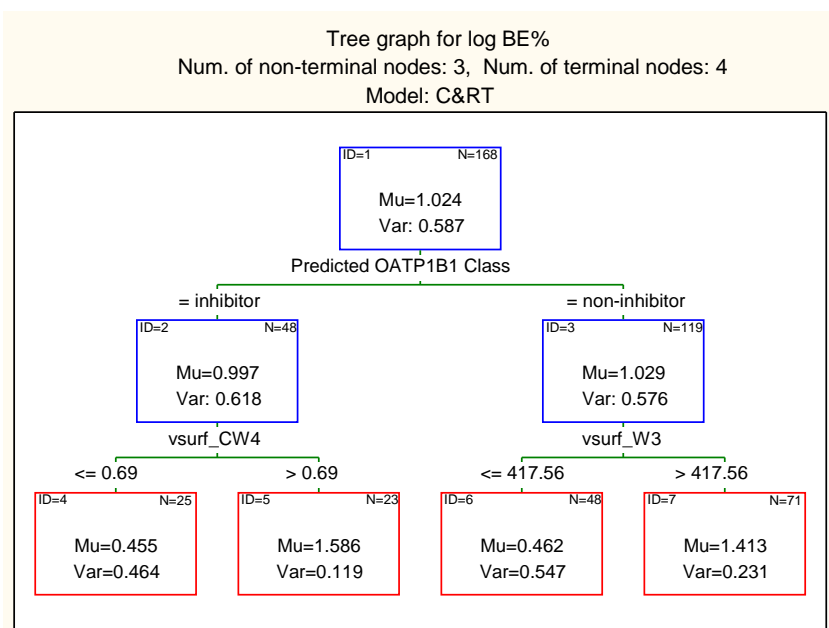 Tree graph for log BE%
Num. of non-terminal nodes: 3,  Num. of terminal nodes: 4
Model: C&RT
ID=1 N=168
Mu=1.024
Var: 0.587
Predicted OATP1B1 Class
= inhibitor = non-inhibitor
ID=2 N=48 ID=3 N=119
Mu=0.997 Mu=1.029
Var: 0.618 Var: 0.576
vsurf_CW4 vsurf_W3
<= 0.69 > 0.69 <= 417.56 > 417.56
ID=4 N=25 ID=5 N=23 ID=6 N=48 ID=7 N=71
Mu=0.455 Mu=1.586 Mu=0.462 Mu=1.413
Var=0.464 Var=0.119 Var=0.547 Var=0.231